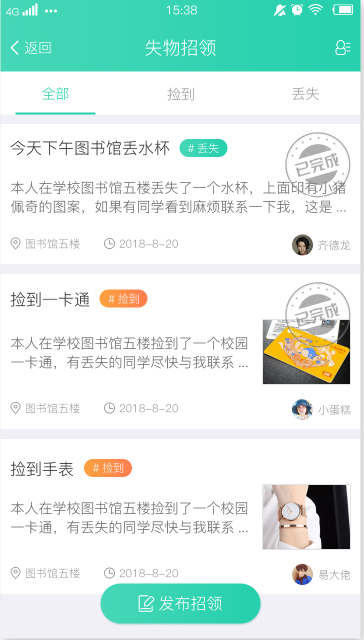 4G 15:38
返回 失物招领
全部 捡到 丢失
今天下午图书馆丢水杯 # 丢失
已完成
本人在学校图书馆五楼丢失了一个水杯，上面印有小猪
佩奇的图案，如果有同学看到麻烦联系一下我，这是 ...
图书馆五楼 2018-8-20 齐德龙
捡到一卡通 # 捡到
已完成
本人在学校图书馆五楼捡到了一个校园
一卡通，有丢失的同学尽快与我联系 ...
图书馆五楼 2018-8-20 小蛋糕
捡到手表 # 捡到
本人在学校图书馆五楼捡到了一个校园
一卡通，有丢失的同学尽快与我联系 ...
图书馆五楼 2018-8-20 易大佬
发布招领